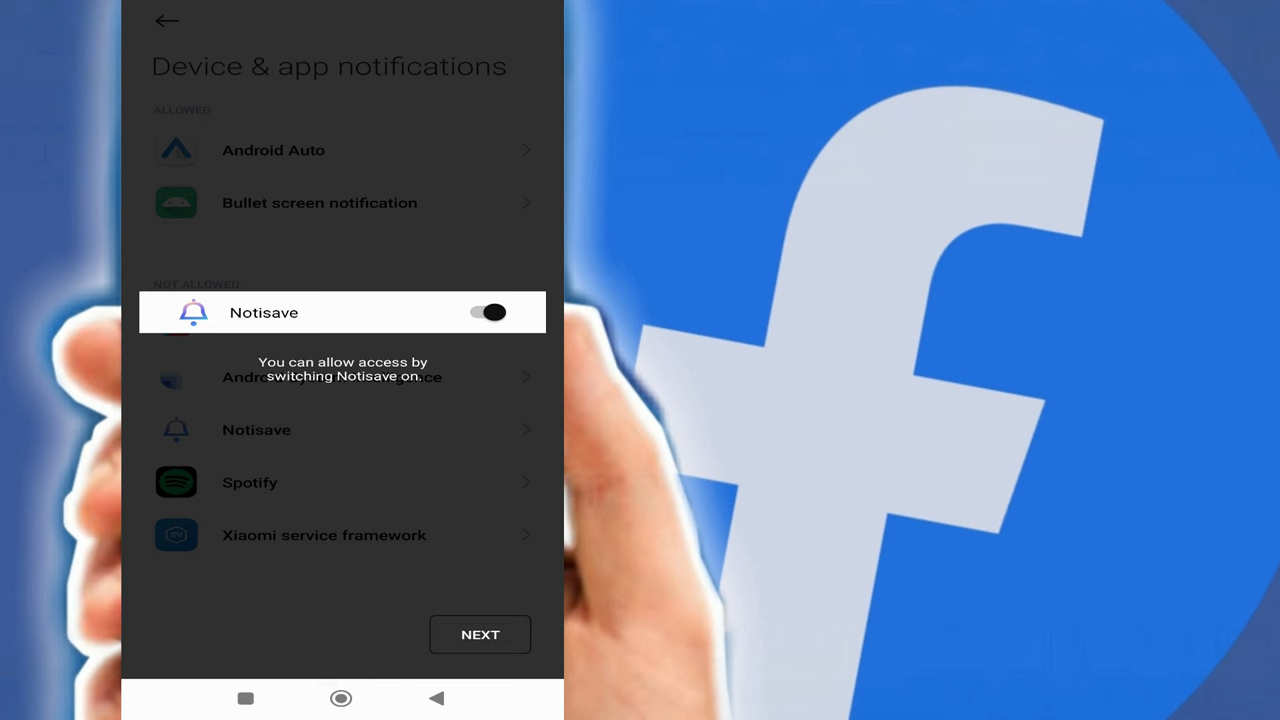 Device & app notifications
ALLOWED
Android Auto
Bullet screen notification
NOT ALLOWED
Notisave
You can allow access by
switching Notisave on.
Notisave
Spotify
Xiaomi service framework
NEXT